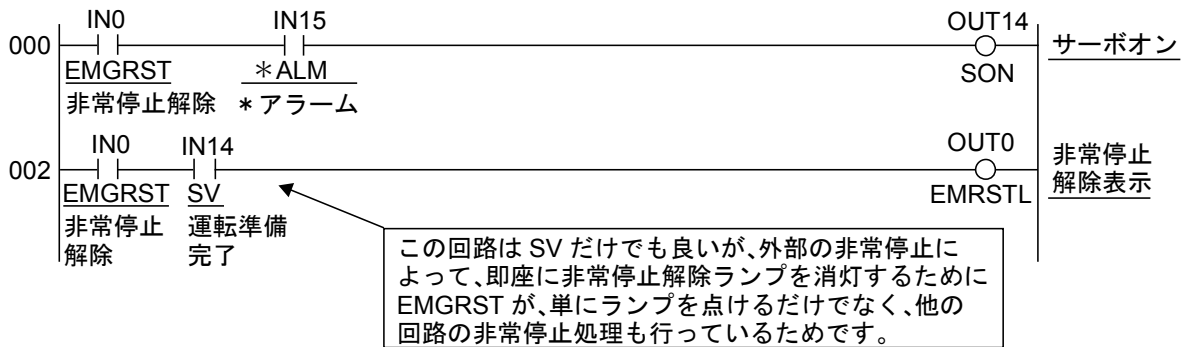 IN0 IN15 OUT14
000 サーボオン
EMGRST ＊ALM SON
非常停止解除 ＊アラーム
IN0 IN14 OUT0
002 非常停止
解除表示
EMGRST SV EMRSTL
非常停止 運転準備
解除 完了
この回路は SV だけでも良いが、外部の非常停止に
よって、即座に非常停止解除ランプを消灯するために
EMGRST が、単にランプを点けるだけでなく、他の
回路の非常停止処理も行っているためです。